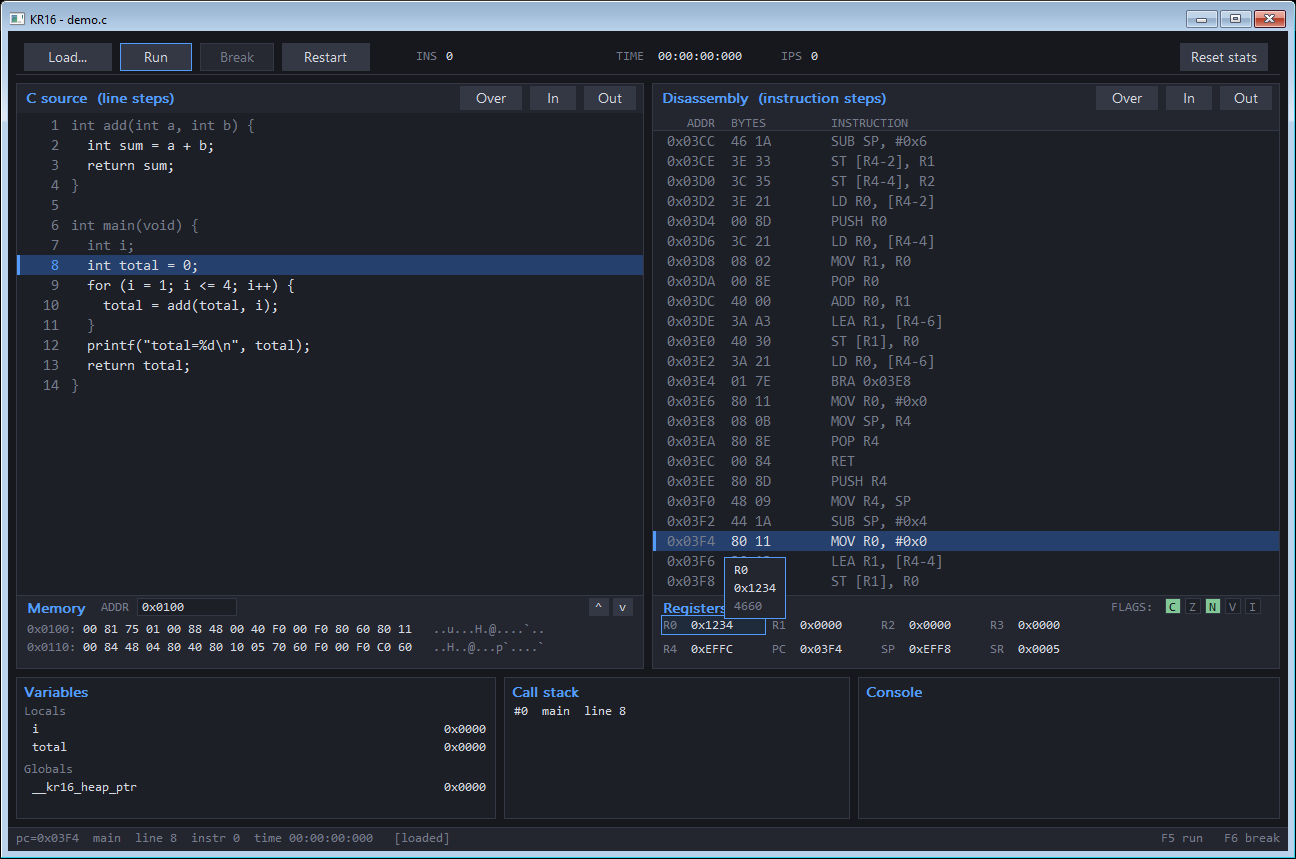 KR16 - demo.c
Load... Run Break Restart INS 0 TIME 00:00:00:000 IPS 0 Reset stats
C source (line steps) Over In Out
1 int add(int a, int b) {
2 int sum = a + b;
3 return sum;
4 }
5
6 int main(void) {
7 int i;
8 int total = 0;
9 for (i = 1; i <= 4; i++) {
10 total = add(total, i);
11 }
12 printf("total=%d\n", total);
13 return total;
14 }
Disassembly (instruction steps) Over In Out
ADDR BYTES INSTRUCTION
0x03CC 46 1A SUB SP, #0x6
0x03CE 3E 33 ST [R4-2], R1
0x03D0 3C 35 ST [R4-4], R2
0x03D2 3E 21 LD R0, [R4-2]
0x03D4 00 8D PUSH R0
0x03D6 3C 21 LD R0, [R4-4]
0x03D8 08 02 MOV R1, R0
0x03DA 00 8E POP R0
0x03DC 40 00 ADD R0, R1
0x03DE 3A A3 LEA R1, [R4-6]
0x03E0 40 30 ST [R1], R0
0x03E2 3A 21 LD R0, [R4-6]
0x03E4 01 7E BRA 0x03E8
0x03E6 80 11 MOV R0, #0x0
0x03E8 08 0B MOV SP, R4
0x03EA 80 8E POP R4
0x03EC 00 84 RET
0x03EE 80 8D PUSH R4
0x03F0 48 09 MOV R4, SP
0x03F2 44 1A SUB SP, #0x4
0x03F4 80 11 MOV R0, #0x0
0x03F6 LEA R1, [R4-4]
0x03F8 ST [R1], R0
R0
0x1234
4660
Memory ADDR 0x0100 ^ v
0x0100: 00 81 75 01 00 88 48 00 40 F0 00 F0 80 60 80 11 ..u...H.@....`..
0x0110: 00 84 48 04 80 40 80 10 05 70 60 F0 00 F0 C0 60 ..H..@...p`....`
Registers FLAGS: C Z N V I
R0 0x1234 R1 0x0000 R2 0x0000 R3 0x0000
R4 0xEFFC PC 0x03F4 SP 0xEFF8 SR 0x0005
Variables
Locals
i 0x0000
total 0x0000
Globals
__kr16_heap_ptr 0x0000
Call stack
#0 main line 8
Console
pc=0x03F4 main line 8 instr 0 time 00:00:00:000 [loaded] F5 run F6 break